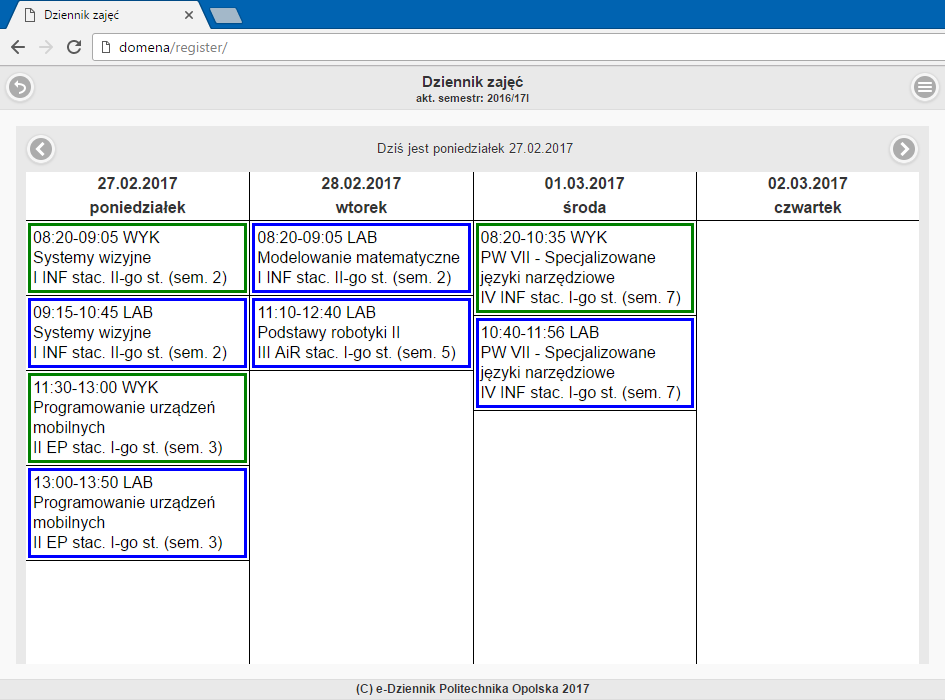 Dziennik zajęć
domena/register/
Dziennik zajęć
akt. semestr: 2016/17I
Dziś jest poniedziałek 27.02.2017
27.02.2017
poniedziałek
08:20-09:05 WYK
Systemy wizyjne
I INF stac. II-go st. (sem. 2)
09:15-10:45 LAB
Systemy wizyjne
I INF stac. II-go st. (sem. 2)
11:30-13:00 WYK
Programowanie urządzeń
mobilnych
II EP stac. I-go st. (sem. 3)
13:00-13:50 LAB
Programowanie urządzeń
mobilnych
II EP stac. I-go st. (sem. 3)
28.02.2017
wtorek
08:20-09:05 LAB
Modelowanie matematyczne
I INF stac. II-go st. (sem. 2)
11:10-12:40 LAB
Podstawy robotyki II
III AiR stac. I-go st. (sem. 5)
01.03.2017
środa
08:20-10:35 WYK
PW VII - Specjalizowane
języki narzędziowe
IV INF stac. I-go st. (sem. 7)
10:40-11:56 LAB
PW VII - Specjalizowane
języki narzędziowe
IV INF stac. I-go st. (sem. 7)
02.03.2017
czwartek
(C) e-Dziennik Politechnika Opolska 2017